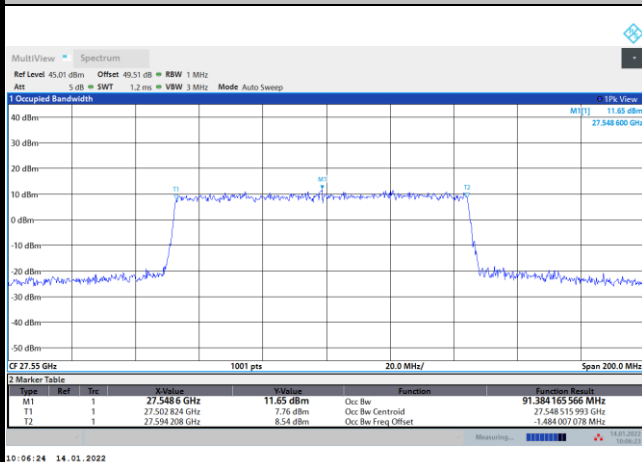 MultiView Spectrum
Ref Level 45.01 dBm Offset 49.51 dB RBW 1 MHz
Att 5 dB SWT 1.2 ms VBW 3 MHz Mode Auto Sweep
1 Occupied Bandwidth 1Pk View
M1[1] 11.65 dBm
27.548 600 GHz
40 dBm
30 dBm
20 dBm
M1
T1 T2
10 dBm
0 dBm
-10 dBm
-20 dBm
-30 dBm
-40 dBm
-50 dBm
CF 27.55 GHz 1001 pts 20.0 MHz/ Span 200.0 MHz
2 Marker Table
Type Ref Trc X-Value Y-Value Function Function Result
M1 1 27.548 6 GHz 11.65 dBm Occ Bw 91.384 165 566 MHz
T1 1 27.502 824 GHz 7.76 dBm Occ Bw Centroid 27.548 515 993 GHz
T2 1 27.594 208 GHz 8.54 dBm Occ Bw Freq Offset -1.484 007 078 MHz
Measuring... 14.01.2022
10:06:23
10:06:24 14.01.2022